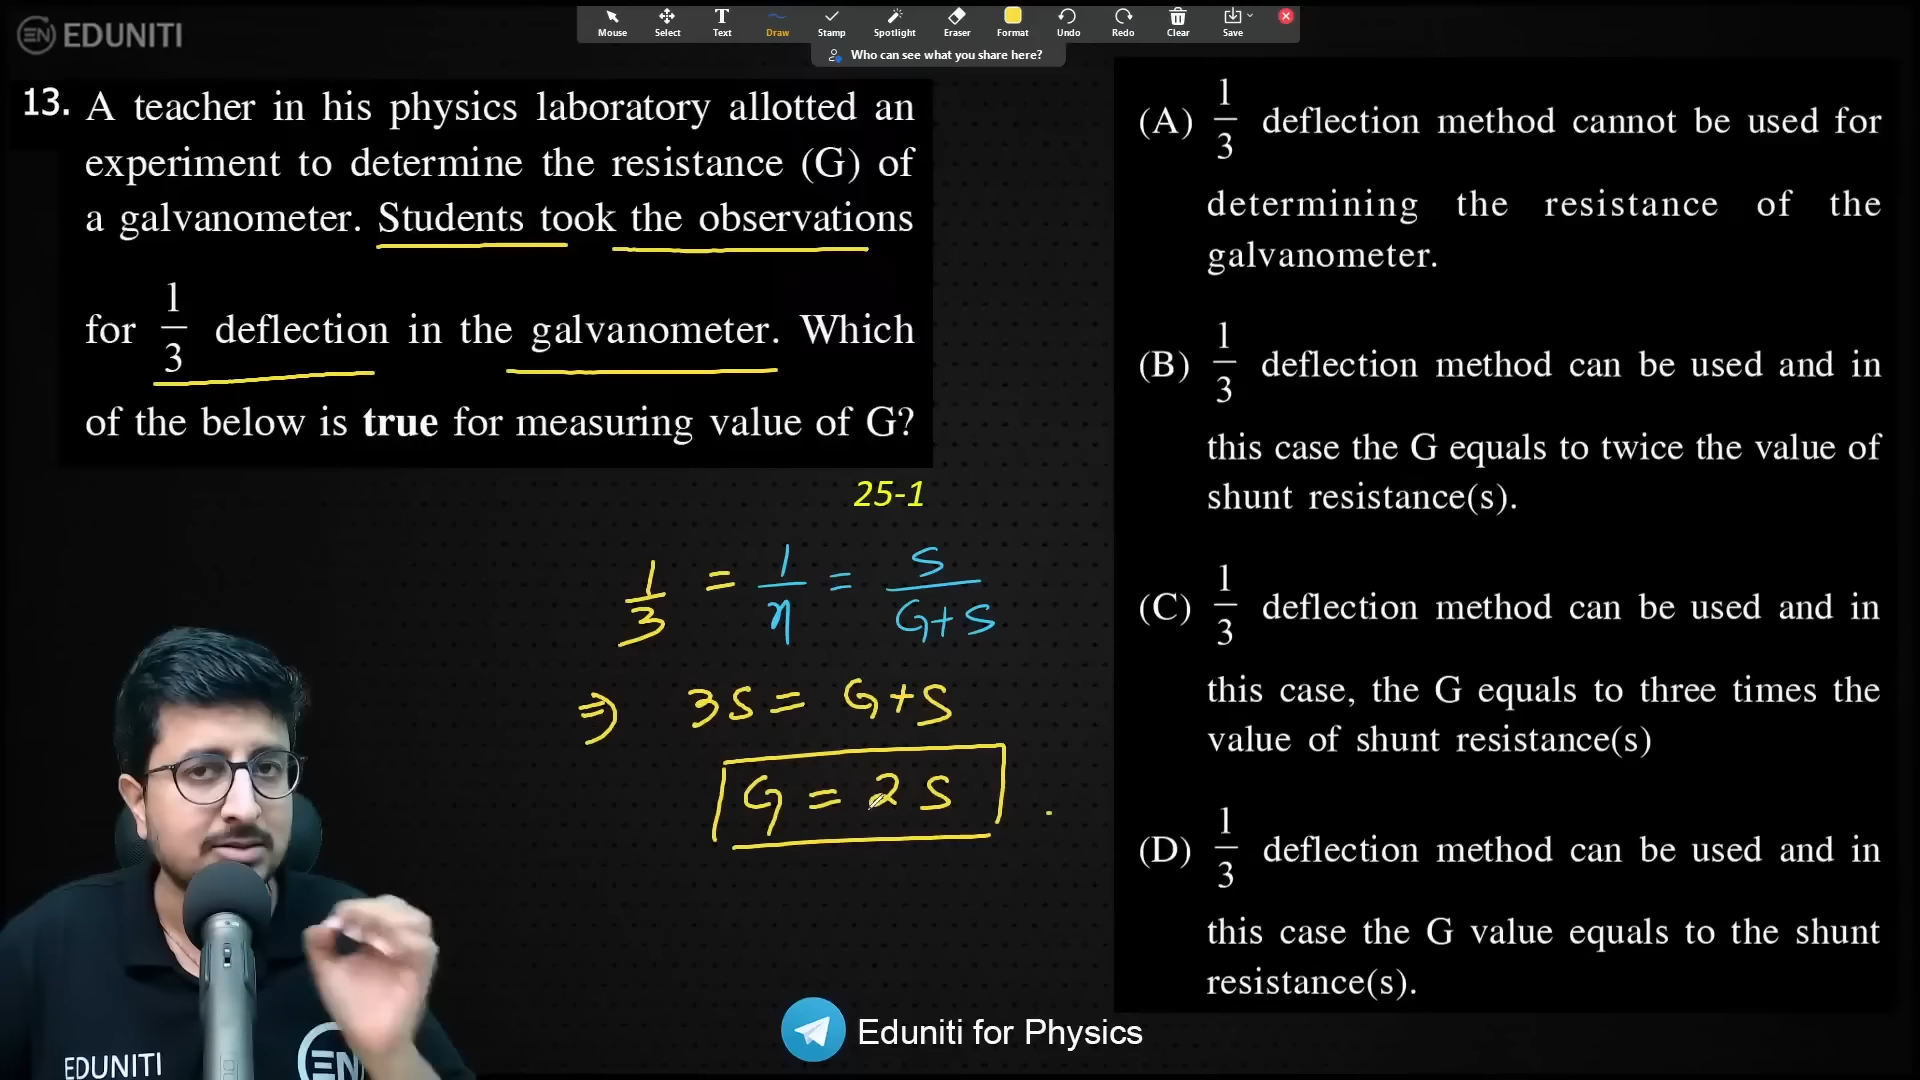 EDUNITI
Mouse Select Text Draw Stamp Spotlight Eraser Format Undo Redo Clear Save
Who can see what you share here?
13. A teacher in his physics laboratory allotted an
experiment to determine the resistance (G) of
a galvanometer. Students took the observations
for 1/3 deflection in the galvanometer. Which
of the below is true for measuring value of G?
25-1
1/3 = 1/n = S/(G+S)
⇒ 3S = G+S
G = 2S
(A) 1/3 deflection method cannot be used for
determining the resistance of the
galvanometer.
(B) 1/3 deflection method can be used and in
this case the G equals to twice the value of
shunt resistance(s).
(C) 1/3 deflection method can be used and in
this case, the G equals to three times the
value of shunt resistance(s)
(D) 1/3 deflection method can be used and in
this case the G value equals to the shunt
resistance(s).
Eduniti for Physics
EDUNITI
EN